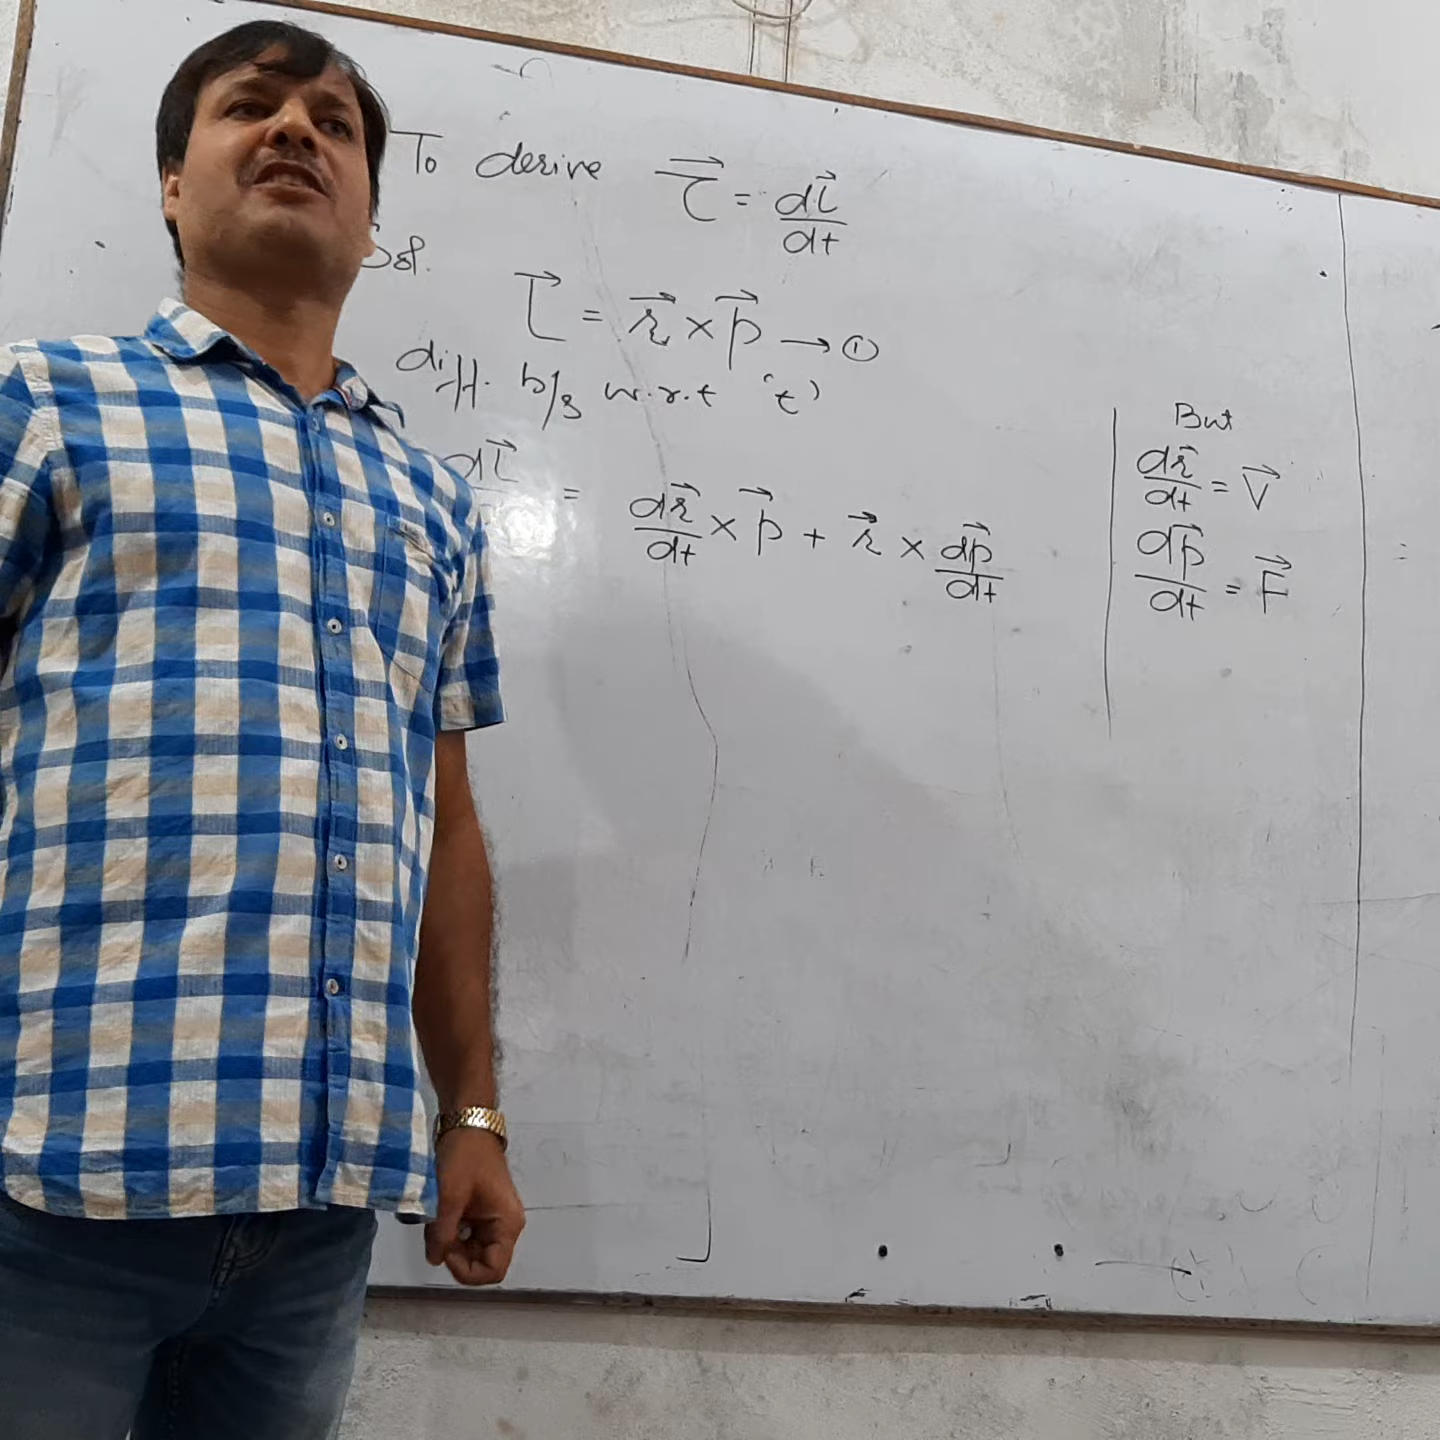 To derive τ⃗ = dL⃗/dt
Sol.
L⃗ = r⃗ × p⃗ → ①
diff. b/s w.r.t 't'
dL⃗ = dr⃗/dt × p⃗ + r⃗ × dp⃗/dt
But
dr⃗/dt = V⃗
dp⃗/dt = F⃗